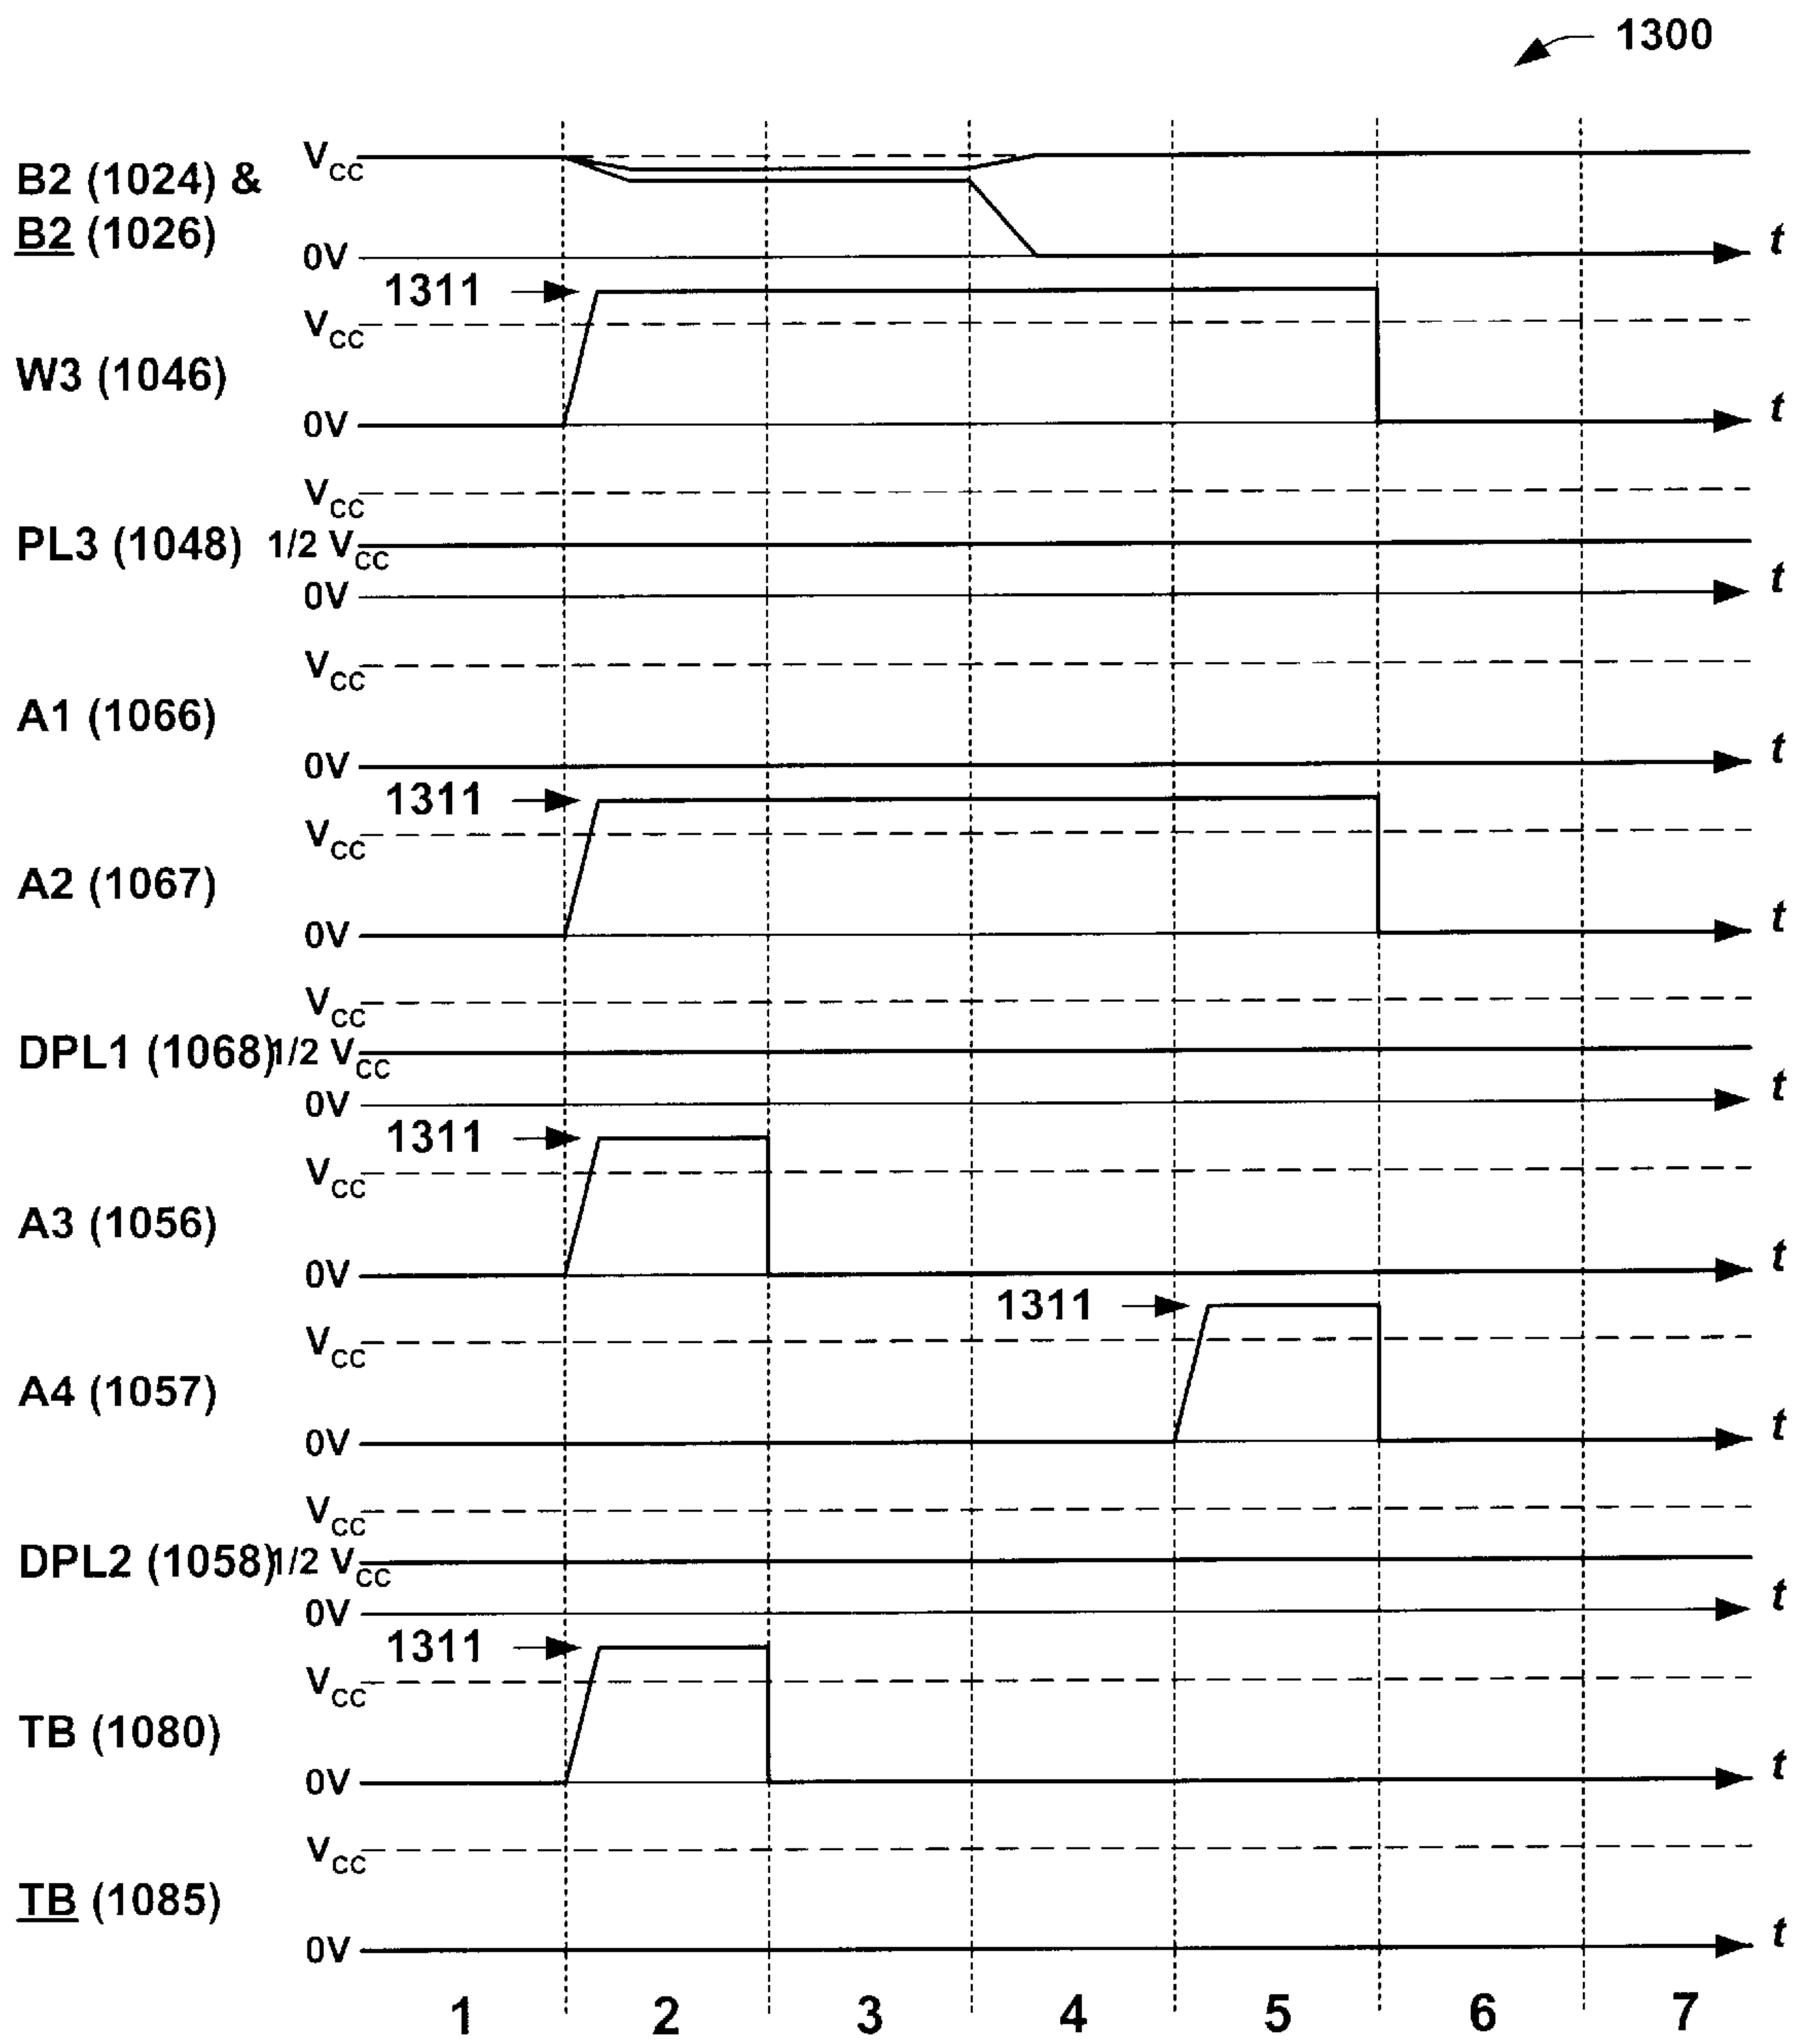 1300
B2 (1024) &
B2 (1026)
VCC
0V
t
1311
W3 (1046)
VCC
0V
t
PL3 (1048)
VCC
1/2 VCC
0V
t
A1 (1066)
VCC
0V
t
1311
A2 (1067)
VCC
0V
t
DPL1 (1068)
VCC
1/2 VCC
0V
t
1311
A3 (1056)
VCC
0V
t
1311
A4 (1057)
VCC
0V
t
DPL2 (1058)
VCC
1/2 VCC
0V
t
1311
TB (1080)
VCC
0V
t
TB (1085)
VCC
0V
t
1 2 3 4 5 6 7